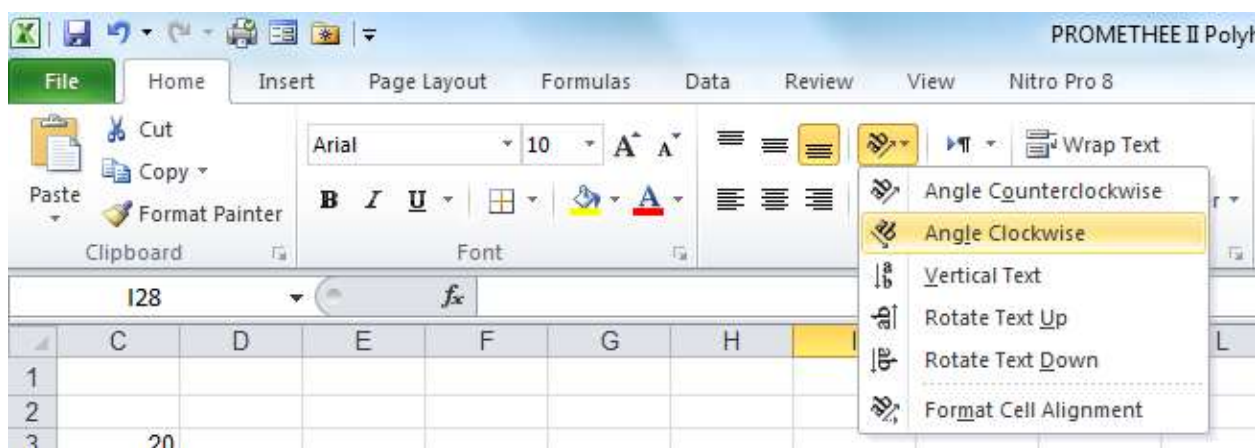 PROMETHEE II Polyh
File Home Insert Page Layout Formulas Data Review View Nitro Pro 8
Cut
Copy
Paste
Format Painter
Clipboard
Arial 10 A A
B I U A
Font
Wrap Text
Angle Counterclockwise
Angle Clockwise
Vertical Text
Rotate Text Up
Rotate Text Down
Format Cell Alignment
I28 fx
C D E F G H I L
1
2
3 20